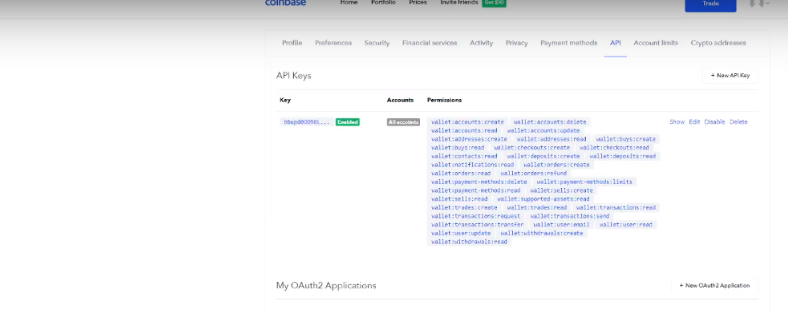 coinbase Home Portfolio Prices Invite friends Get $10 Trade
Profile Preferences Security Financial services Activity Privacy Payment methods API Account limits Crypto addresses
API Keys + New API Key
Key Accounts Permissions
Enabled All accounts wallet:accounts:create wallet:accounts:delete Show Edit Disable Delete
wallet:accounts:read wallet:accounts:update
wallet:addresses:create wallet:addresses:read wallet:buys:create
wallet:buys:read wallet:checkouts:create wallet:checkouts:read
wallet:contacts:read wallet:deposits:create wallet:deposits:read
wallet:notifications:read wallet:orders:create
wallet:orders:read wallet:orders:refund
wallet:payment-methods:delete wallet:payment-methods:limits
wallet:payment-methods:read wallet:sells:create
wallet:sells:read wallet:supported-assets:read
wallet:trades:create wallet:trades:read wallet:transactions:read
wallet:transactions:request wallet:transactions:send
wallet:transactions:transfer wallet:user:email wallet:user:read
wallet:user:update wallet:withdrawals:create
wallet:withdrawals:read
My OAuth2 Applications + New OAuth2 Application